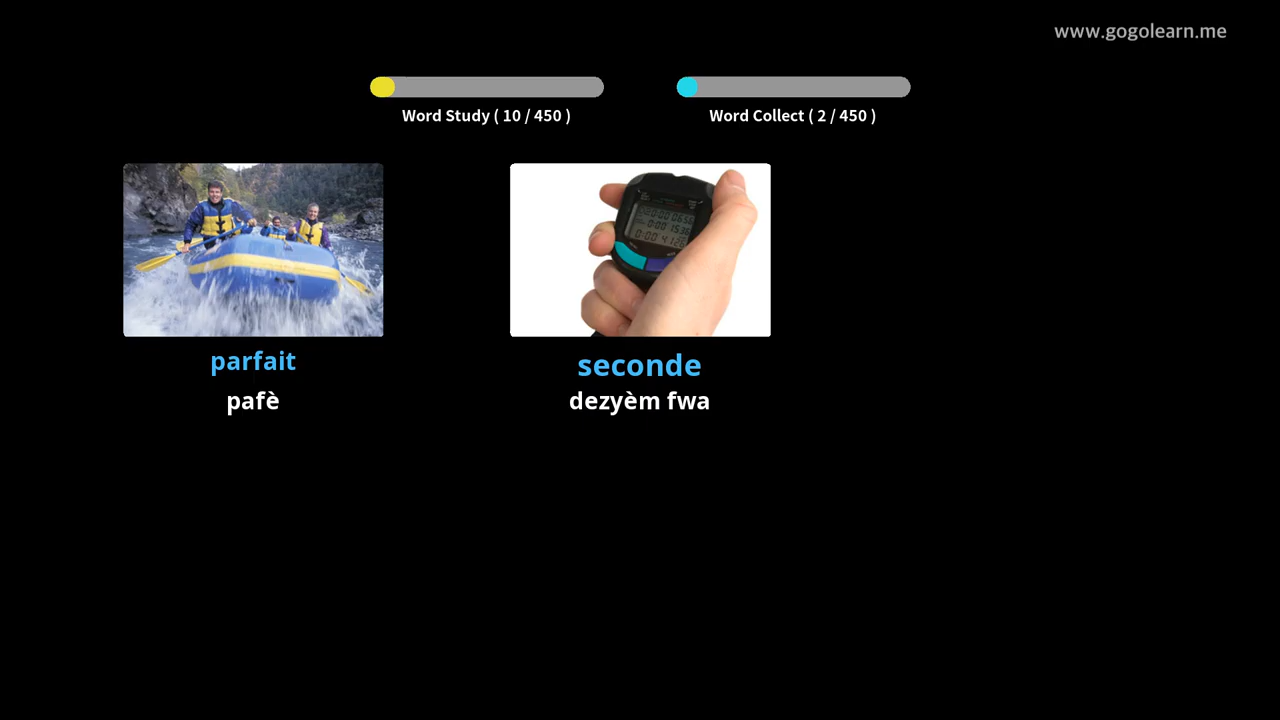 www.gogolearn.me
Word Study ( 10 / 450 )
Word Collect ( 2 / 450 )
parfait
pafè
seconde
dezyèm fwa